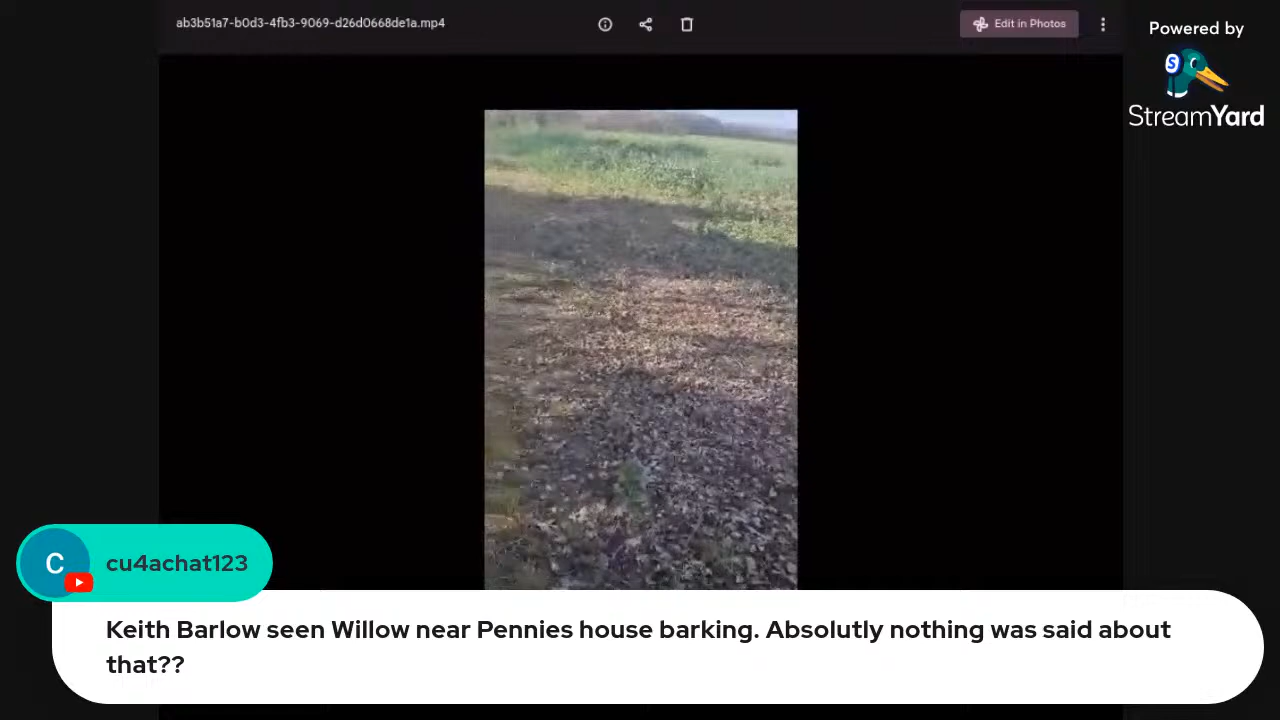 ab3b51a7-b0d3-4fb3-9069-d26d0668de1a.mp4
Edit in Photos
Powered by
S
StreamYard
C
cu4achat123
Keith Barlow seen Willow near Pennies house barking. Absolutly nothing was said about
that??